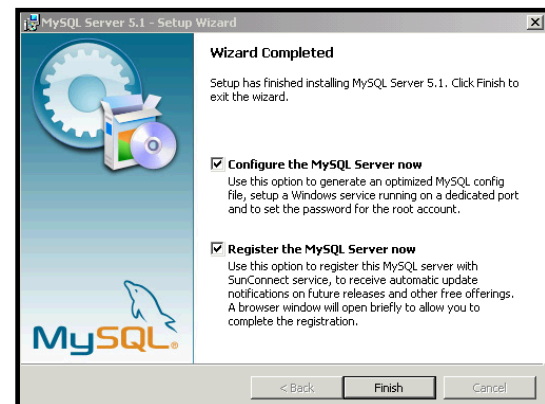 MySQL Server 5.1 - Setup Wizard
Wizard Completed
Setup has finished installing MySQL Server 5.1. Click Finish to
exit the wizard.
Configure the MySQL Server now
Use this option to generate an optimized MySQL config
file, setup a Windows service running on a dedicated port
and to set the password for the root account.
Register the MySQL Server now
Use this option to register this MySQL server with
SunConnect service, to receive automatic update
notifications on future releases and other free offerings.
A browser window will open briefly to allow you to
complete the registration.
MySQL®
< Back
Finish
Cancel